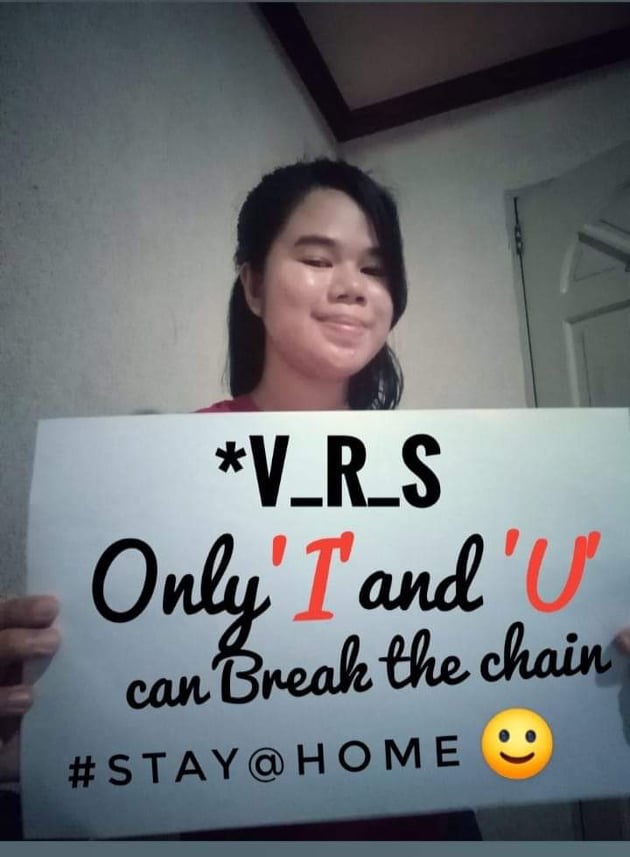 *V_R_S
Only 'I' and 'U'
can Break the chain
#STAY@HOME 🙂